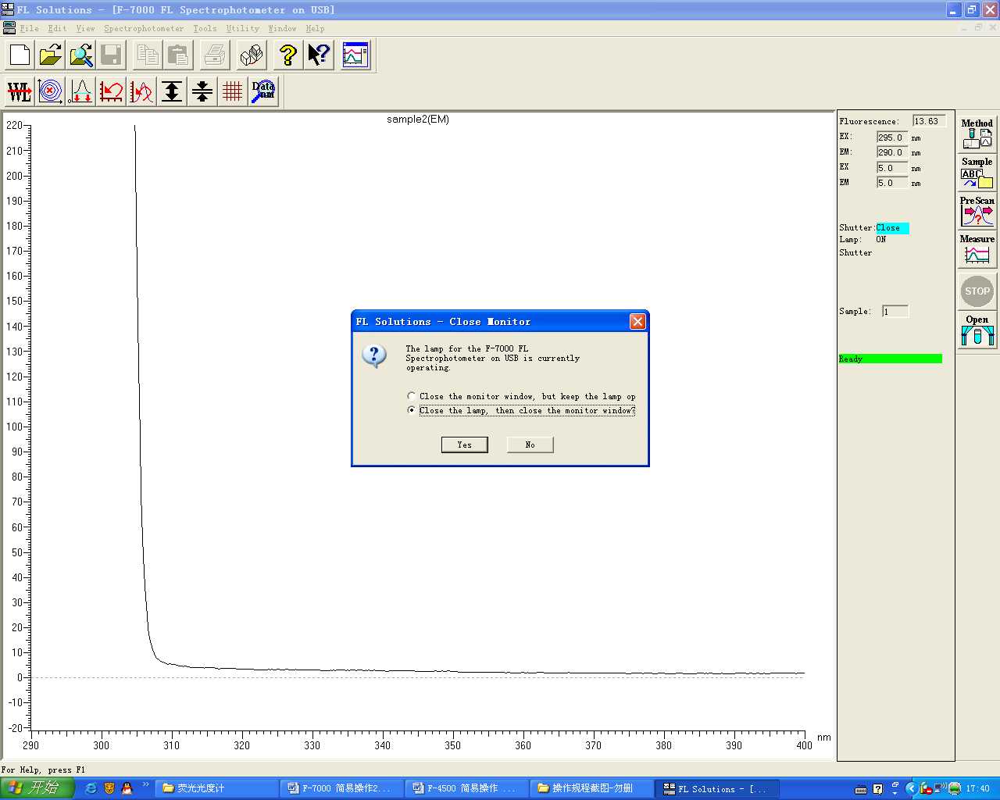 FL Solutions - [F-7000 FL Spectrophotometer on USB]
File Edit View Spectrophotometer Tools Utility Window Help
WL
Data
nm
sample2(EM)
220
210
200
190
180
170
160
150
140
130
120
110
100
90
80
70
60
50
40
30
20
10
0
-10
-20
290 300 310 320 330 340 350 360 370 380 390 400 nm
Fluorescence: 13.63
EX: 295.0 nm
EM: 290.0 nm
EX 5.0 nm
EM 5.0 nm
Shutter: Close
Lamp: ON
Shutter
Sample: 1
Ready
Method
Sample
ABC
PreScan
Measure
STOP
Open
FL Solutions - Close Monitor
The lamp for the F-7000 FL
Spectrophotometer on USB is currently
operating.
Close the monitor window, but keep the lamp op
Close the lamp, then close the monitor window?
Yes No
For Help, press F1
开始 荧光光度计 F-7000 简易操作2... F-4500 简易操作 ... 操作规程截图-勿删 FL Solutions - [... 17:40